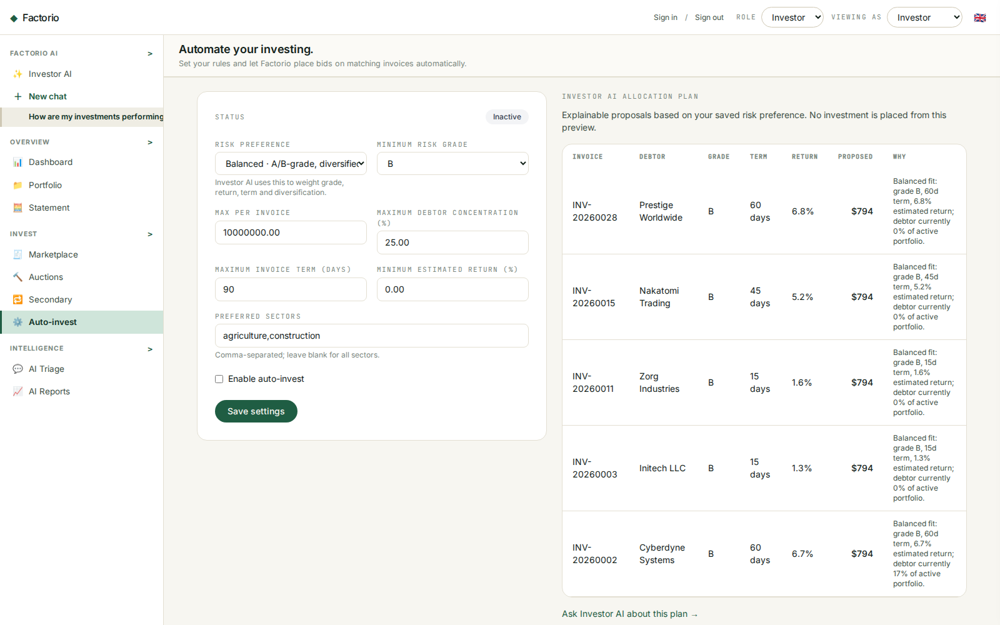 Factorio
Sign in / Sign out ROLE Investor VIEWING AS Investor
FACTORIO AI >
Investor AI
+ New chat
How are my investments performing
OVERVIEW >
Dashboard
Portfolio
Statement
INVEST >
Marketplace
Auctions
Secondary
Auto-invest
INTELLIGENCE >
AI Triage
AI Reports
Automate your investing.
Set your rules and let Factorio place bids on matching invoices automatically.
STATUS Inactive
RISK PREFERENCE MINIMUM RISK GRADE
Balanced · A/B-grade, diversified B
Investor AI uses this to weight grade,
return, term and diversification.
MAX PER INVOICE MAXIMUM DEBTOR CONCENTRATION
(%)
10000000.00 25.00
MAXIMUM INVOICE TERM (DAYS) MINIMUM ESTIMATED RETURN (%)
90 0.00
PREFERRED SECTORS
agriculture,construction
Comma-separated; leave blank for all sectors.
Enable auto-invest
Save settings
INVESTOR AI ALLOCATION PLAN
Explainable proposals based on your saved risk preference. No investment is placed from this
preview.
INVOICE DEBTOR GRADE TERM RETURN PROPOSED WHY
INV-
20260028
Prestige
Worldwide
B
60
days
6.8%
$794
Balanced fit:
grade B, 60d
term, 6.8%
estimated return;
debtor currently
0% of active
portfolio.
INV-
20260015
Nakatomi
Trading
B
45
days
5.2%
$794
Balanced fit:
grade B, 45d
term, 5.2%
estimated return;
debtor currently
0% of active
portfolio.
INV-
20260011
Zorg
Industries
B
15
days
1.6%
$794
Balanced fit:
grade B, 15d
term, 1.6%
estimated return;
debtor currently
0% of active
portfolio.
INV-
20260003
Initech LLC
B
15
days
1.3%
$794
Balanced fit:
grade B, 15d
term, 1.3%
estimated return;
debtor currently
0% of active
portfolio.
INV-
20260002
Cyberdyne
Systems
B
60
days
6.7%
$794
Balanced fit:
grade B, 60d
term, 6.7%
estimated return;
debtor currently
17% of active
portfolio.
Ask Investor AI about this plan →